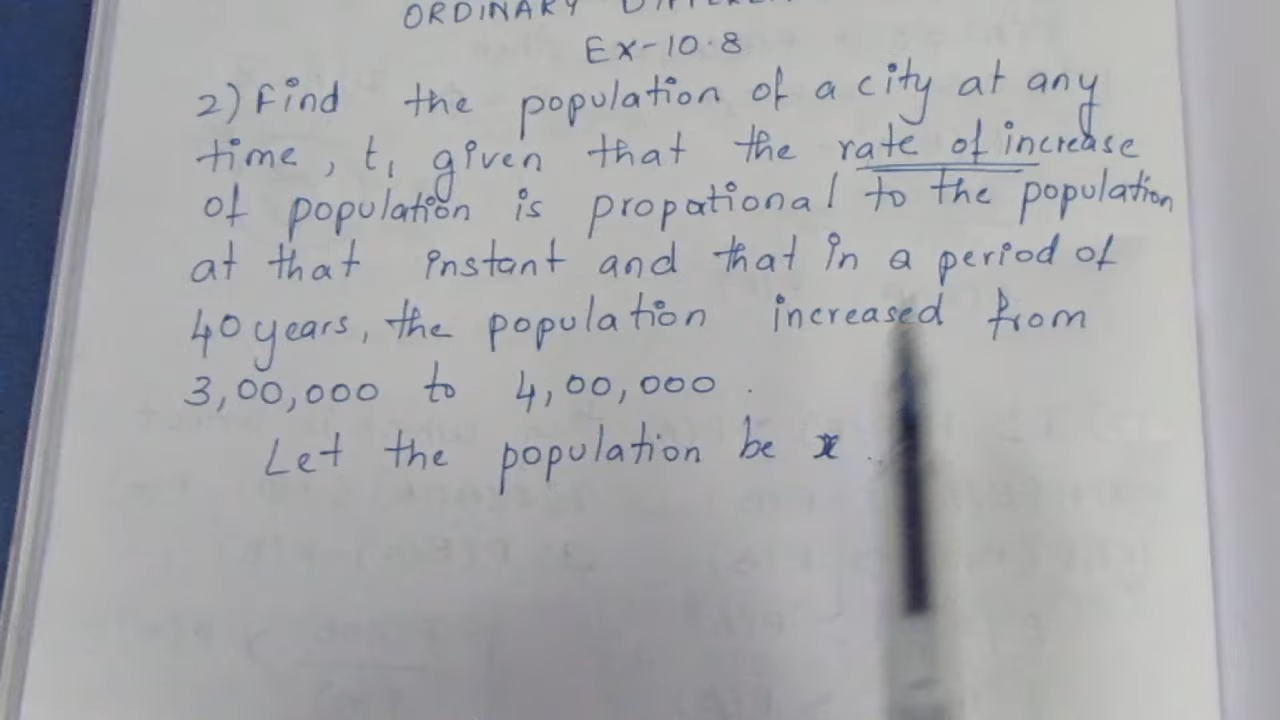 ORDINARY
Ex-10.8
2) Find the population of a city at any
time, t, given that the rate of increase
of population is propational to the population
at that instant and that in a period of
40 years, the population increased from
3,00,000 to 4,00,000.
Let the population be x